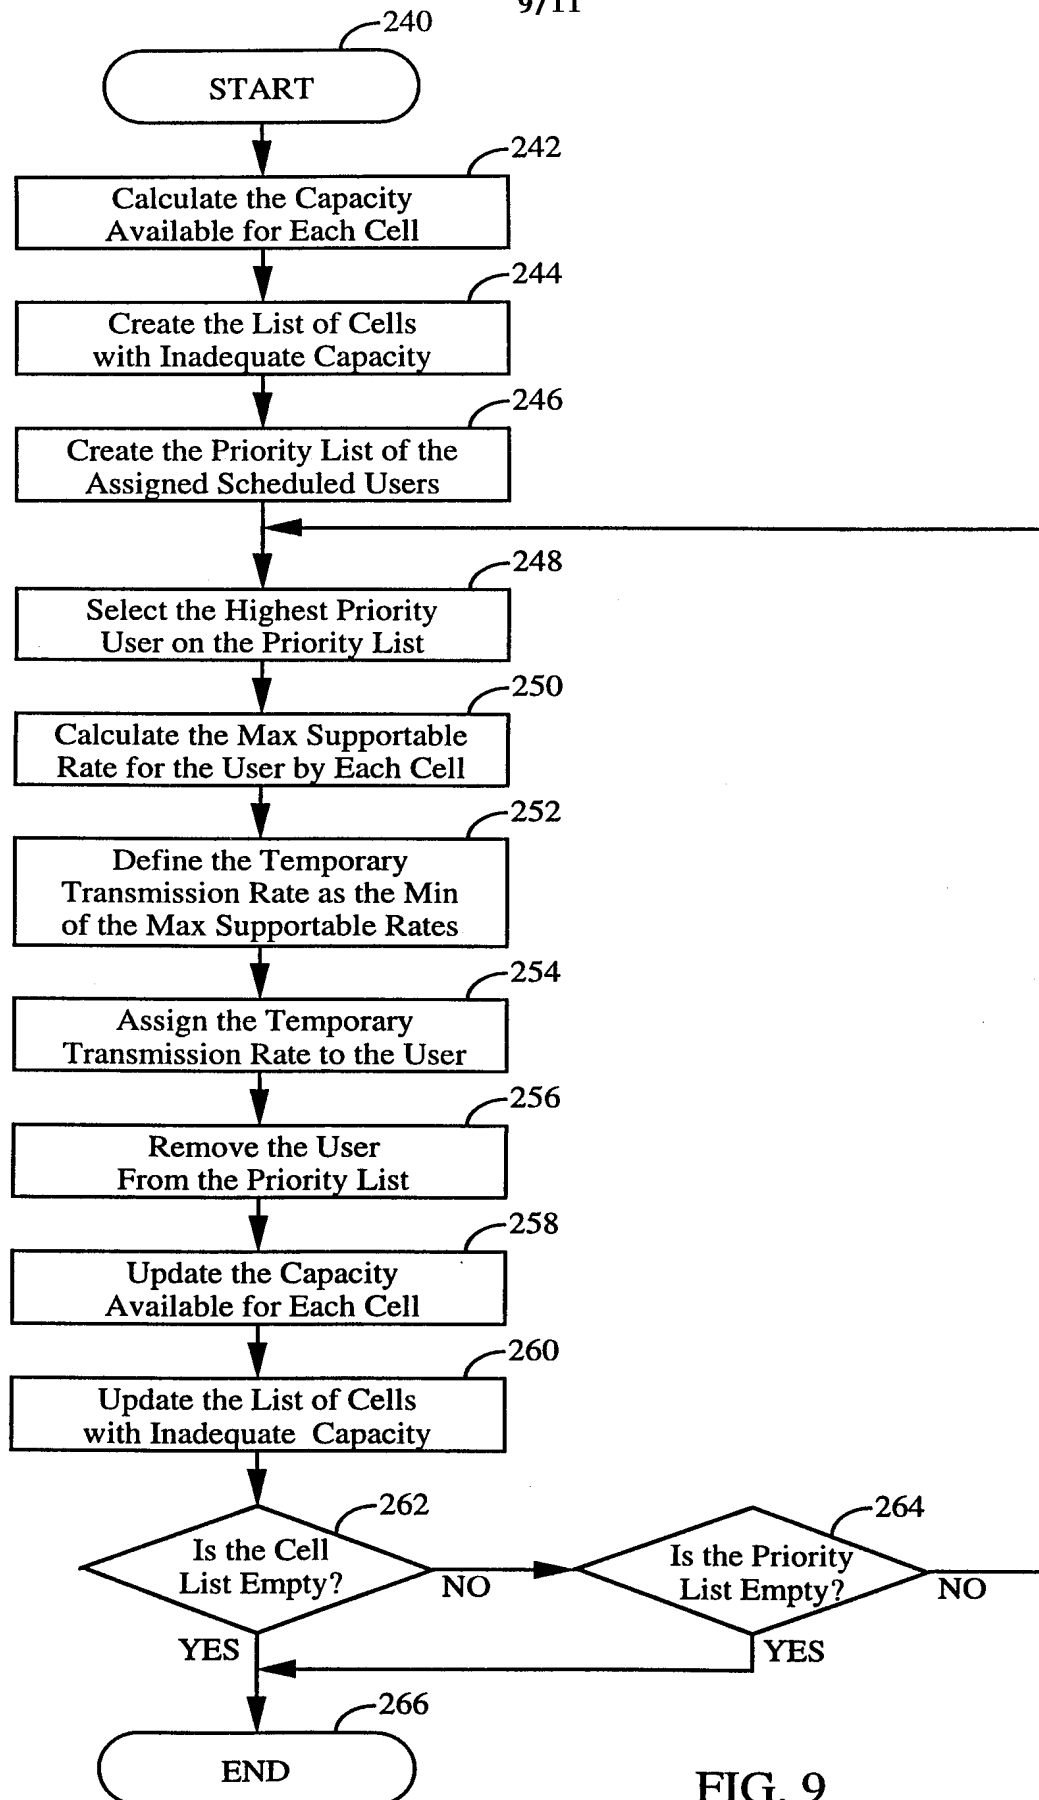 9/11
240
START
242
Calculate the Capacity
Available for Each Cell
244
Create the List of Cells
with Inadequate Capacity
246
Create the Priority List of the
Assigned Scheduled Users
248
Select the Highest Priority
User on the Priority List
250
Calculate the Max Supportable
Rate for the User by Each Cell
252
Define the Temporary
Transmission Rate as the Min
of the Max Supportable Rates
254
Assign the Temporary
Transmission Rate to the User
256
Remove the User
From the Priority List
258
Update the Capacity
Available for Each Cell
260
Update the List of Cells
with Inadequate Capacity
262
Is the Cell
List Empty?
NO
264
Is the Priority
List Empty?
NO
YES
YES
266
END
FIG. 9